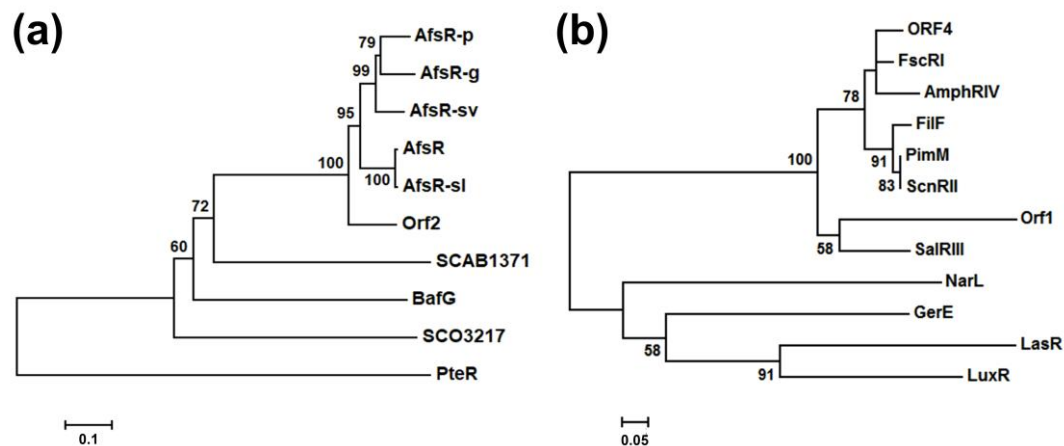 (a)
79
AfsR-p
99
AfsR-g
95
AfsR-sv
100
AfsR
100
AfsR-sl
72
Orf2
60
SCAB1371
BafG
SCO3217
PteR
0.1
(b)
ORF4
FscRI
78
AmphRIV
FilF
100
91
PimM
83
ScnRII
Orf1
58
SalRIII
NarL
GerE
58
LasR
91
LuxR
0.05